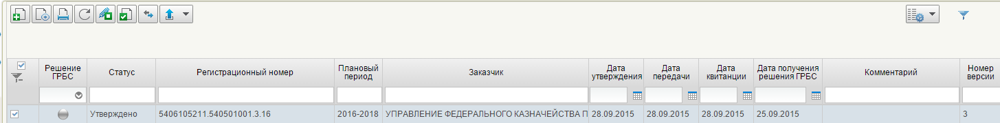 Решение ГРБС
Статус
Регистрационный номер
Плановый период
Заказчик
Дата утверждения
Дата передачи
Дата квитанции
Дата получения решения ГРБС
Комментарий
Номер версии
Утверждено 5406105211.540501001.3.16 2016-2018 УПРАВЛЕНИЕ ФЕДЕРАЛЬНОГО КАЗНАЧЕЙСТВА П 28.09.2015 28.09.2015 28.09.2015 25.09.2015 3